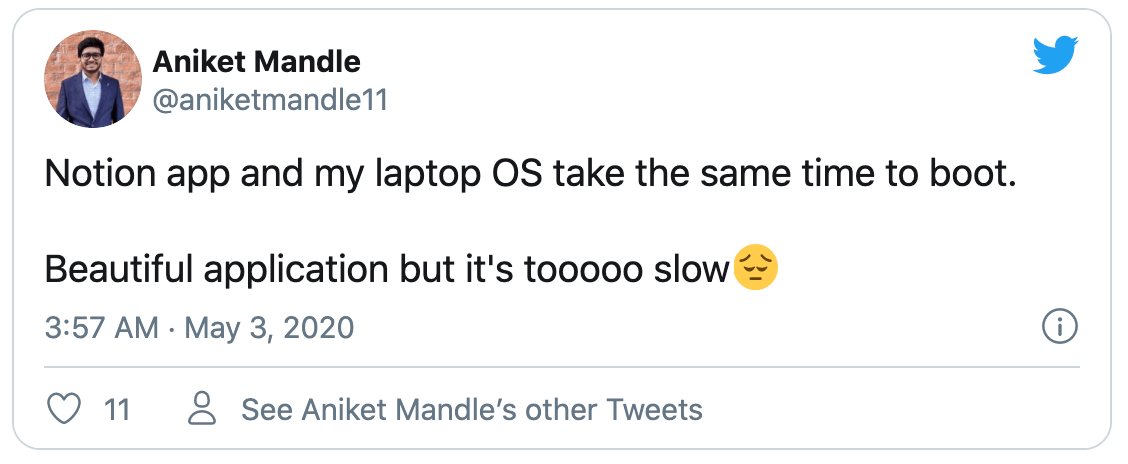 Aniket Mandle
@aniketmandle11
Notion app and my laptop OS take the same time to boot.
Beautiful application but it's tooooo slow😔
3:57 AM · May 3, 2020
11 See Aniket Mandle’s other Tweets